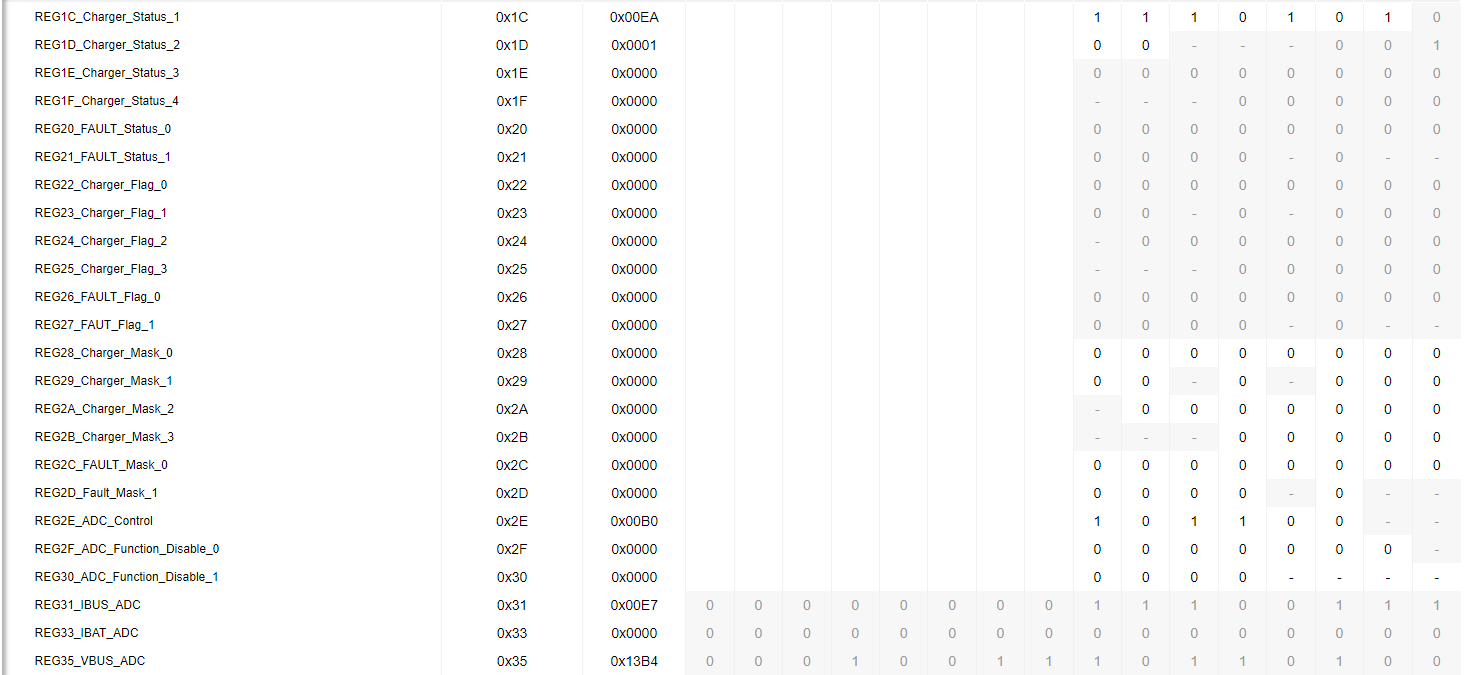 REG1C_Charger_Status_1 0x1C 0x00EA 1 1 1 0 1 0 1 0
REG1D_Charger_Status_2 0x1D 0x0001 0 0 - - - 0 0 1
REG1E_Charger_Status_3 0x1E 0x0000 0 0 0 0 0 0 0 0
REG1F_Charger_Status_4 0x1F 0x0000 - - - 0 0 0 0 0
REG20_FAULT_Status_0 0x20 0x0000 0 0 0 0 0 0 0 0
REG21_FAULT_Status_1 0x21 0x0000 0 0 0 0 - 0 - -
REG22_Charger_Flag_0 0x22 0x0000 0 0 0 0 0 0 0 0
REG23_Charger_Flag_1 0x23 0x0000 0 0 - 0 - 0 0 0
REG24_Charger_Flag_2 0x24 0x0000 - 0 0 0 0 0 0 0
REG25_Charger_Flag_3 0x25 0x0000 - - - 0 0 0 0 0
REG26_FAULT_Flag_0 0x26 0x0000 0 0 0 0 0 0 0 0
REG27_FAUT_Flag_1 0x27 0x0000 0 0 0 0 - 0 - -
REG28_Charger_Mask_0 0x28 0x0000 0 0 0 0 0 0 0 0
REG29_Charger_Mask_1 0x29 0x0000 0 0 - 0 - 0 0 0
REG2A_Charger_Mask_2 0x2A 0x0000 - 0 0 0 0 0 0 0
REG2B_Charger_Mask_3 0x2B 0x0000 - - - 0 0 0 0 0
REG2C_FAULT_Mask_0 0x2C 0x0000 0 0 0 0 0 0 0 0
REG2D_Fault_Mask_1 0x2D 0x0000 0 0 0 0 - 0 - -
REG2E_ADC_Control 0x2E 0x00B0 1 0 1 1 0 0 - -
REG2F_ADC_Function_Disable_0 0x2F 0x0000 0 0 0 0 0 0 0 -
REG30_ADC_Function_Disable_1 0x30 0x0000 0 0 0 0 - - - -
REG31_IBUS_ADC 0x31 0x00E7 0 0 0 0 0 0 0 0 1 1 1 0 0 1 1 1
REG33_IBAT_ADC 0x33 0x0000 0 0 0 0 0 0 0 0 0 0 0 0 0 0 0 0
REG35_VBUS_ADC 0x35 0x13B4 0 0 0 1 0 0 1 1 1 0 1 1 0 1 0 0